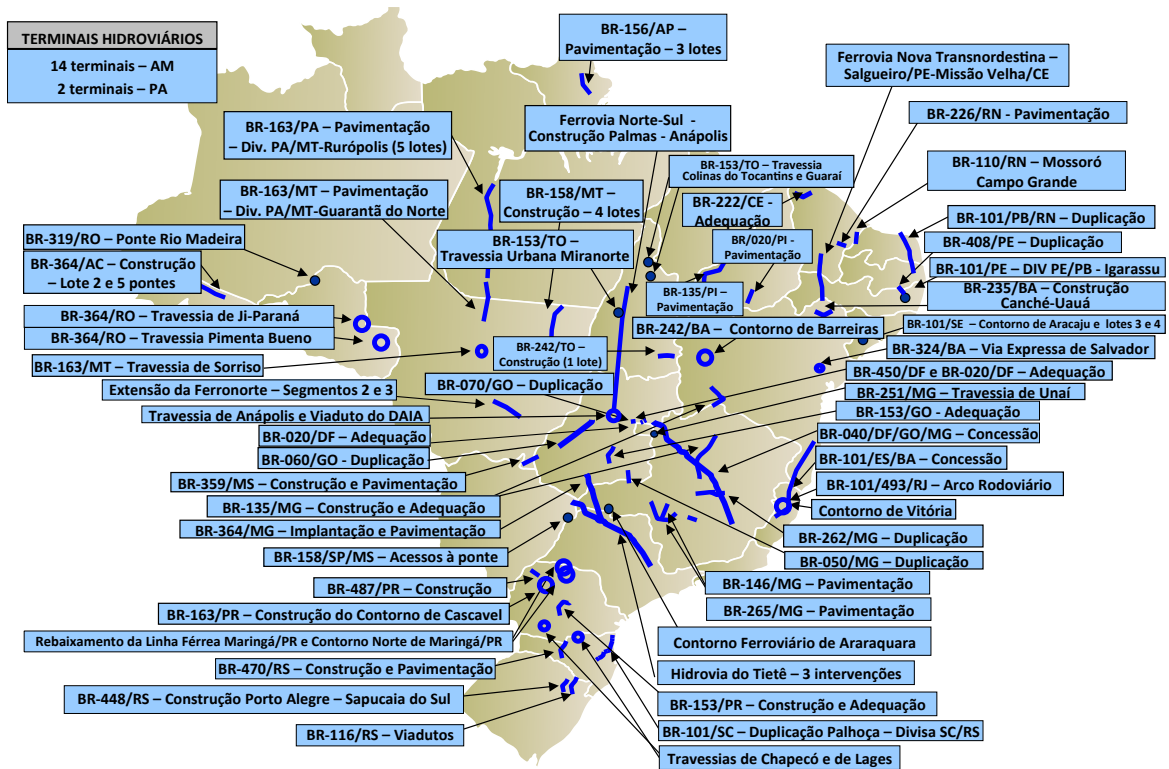 TERMINAIS HIDROVIÁRIOS
14 terminais – AM
2 terminais – PA
BR-156/AP –
Pavimentação – 3 lotes
Ferrovia Nova Transnordestina –
Salgueiro/PE-Missão Velha/CE
BR-226/RN - Pavimentação
BR-163/PA – Pavimentação
– Div. PA/MT-Rurópolis (5 lotes)
Ferrovia Norte-Sul -
Construção Palmas - Anápolis
BR-153/TO – Travessia
Colinas do Tocantins e Guaraí
BR-110/RN – Mossoró
Campo Grande
BR-163/MT – Pavimentação
– Div. PA/MT-Guarantã do Norte
BR-158/MT –
Construção – 4 lotes
BR-222/CE -
Adequação
BR-101/PB/RN – Duplicação
BR-319/RO – Ponte Rio Madeira
BR-153/TO –
Travessia Urbana Miranorte
BR/020/PI -
Pavimentação
BR-408/PE – Duplicação
BR-364/AC – Construção
– Lote 2 e 5 pontes
BR-101/PE – DIV PE/PB - Igarassu
BR-135/PI –
Pavimentação
BR-235/BA – Construção
Canché-Uauá
BR-364/RO – Travessia de Ji-Paraná
BR-242/BA – Contorno de Barreiras
BR-101/SE – Contorno de Aracaju e lotes 3 e 4
BR-364/RO – Travessia Pimenta Bueno
BR-242/TO –
Construção (1 lote)
BR-324/BA – Via Expressa de Salvador
BR-163/MT – Travessia de Sorriso
BR-450/DF e BR-020/DF – Adequação
Extensão da Ferronorte – Segmentos 2 e 3
BR-070/GO – Duplicação
BR-251/MG – Travessia de Unaí
Travessia de Anápolis e Viaduto do DAIA
BR-153/GO - Adequação
BR-020/DF – Adequação
BR-040/DF/GO/MG – Concessão
BR-060/GO - Duplicação
BR-101/ES/BA – Concessão
BR-359/MS – Construção e Pavimentação
BR-101/493/RJ – Arco Rodoviário
BR-135/MG – Construção e Adequação
Contorno de Vitória
BR-364/MG – Implantação e Pavimentação
BR-262/MG – Duplicação
BR-158/SP/MS – Acessos à ponte
BR-050/MG – Duplicação
BR-487/PR – Construção
BR-146/MG – Pavimentação
BR-163/PR – Construção do Contorno de Cascavel
BR-265/MG – Pavimentação
Rebaixamento da Linha Férrea Maringá/PR e Contorno Norte de Maringá/PR
Contorno Ferroviário de Araraquara
BR-470/RS – Construção e Pavimentação
Hidrovia do Tietê – 3 intervenções
BR-448/RS – Construção Porto Alegre – Sapucaia do Sul
BR-153/PR – Construção e Adequação
BR-116/RS – Viadutos
BR-101/SC – Duplicação Palhoça – Divisa SC/RS
Travessias de Chapecó e de Lages